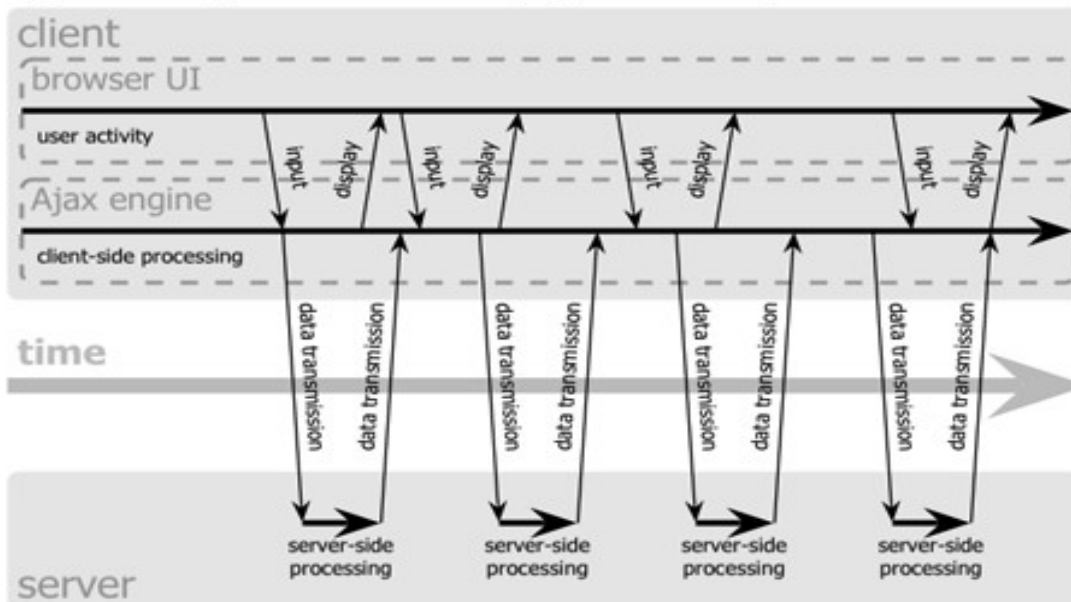 client
browser UI
user activity
input
display
input
display
input
display
input
display
Ajax engine
client-side processing
data transmission
data transmission
data transmission
data transmission
data transmission
data transmission
data transmission
data transmission
time
server-side
processing
server-side
processing
server-side
processing
server-side
processing
server